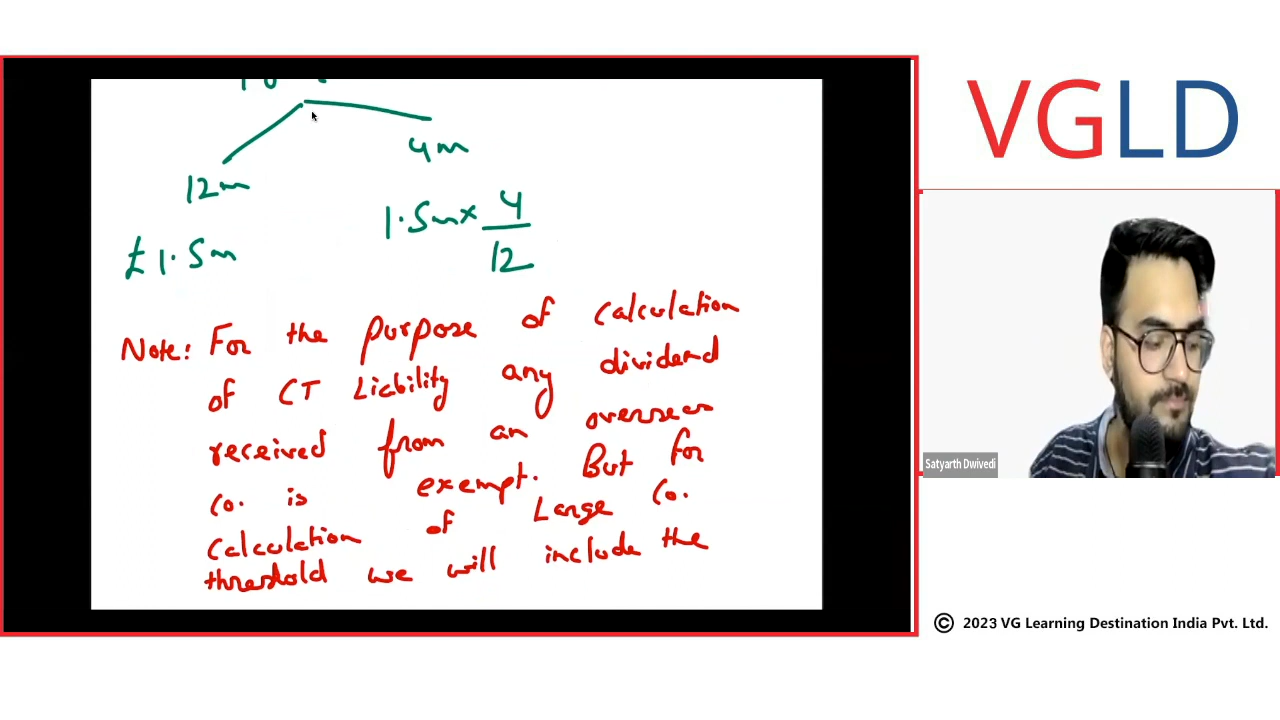 12m
4m
£1.5m
1.5m x 4
12
Note: For the purpose of calculation
of CT Liability any dividend
received from an overseas
co. is exempt. But for
calculation of Large Co.
threshold we will include the
VGLD
Satyarth Dwivedi
© 2023 VG Learning Destination India Pvt. Ltd.